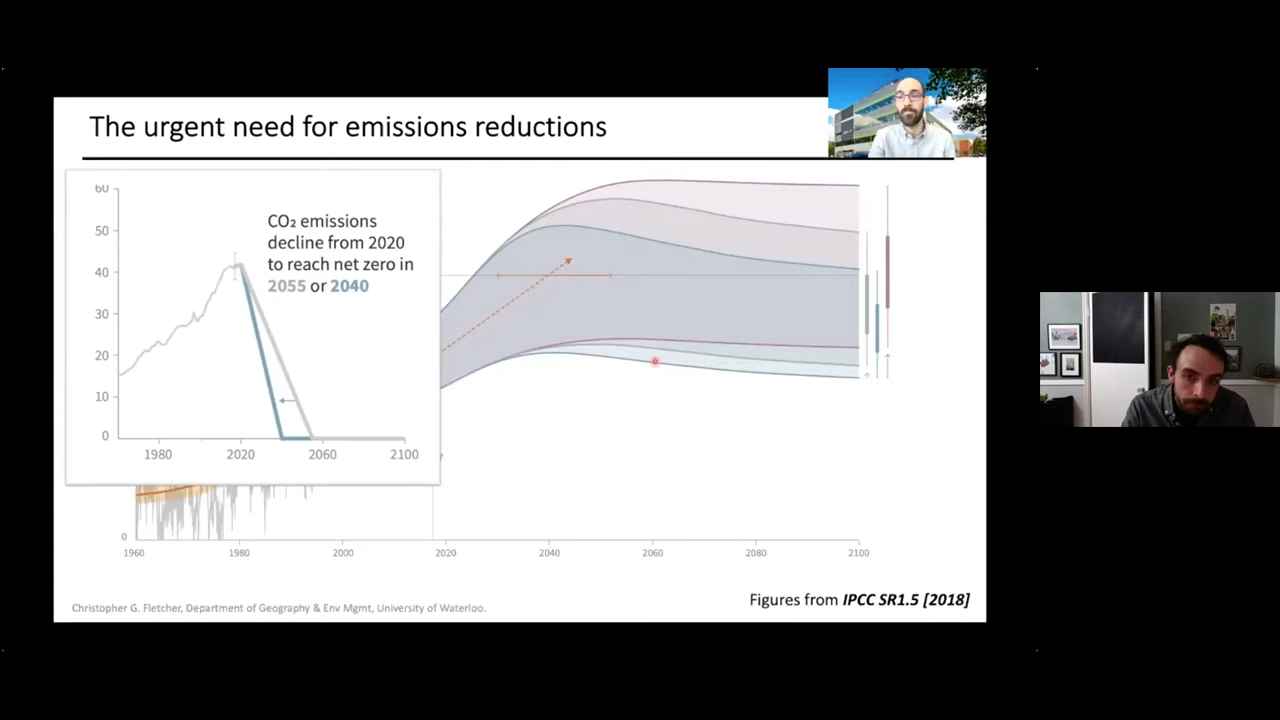 The urgent need for emissions reductions
60
50
40
30
20
10
0
1980
2020
2060
2100
CO₂ emissions
decline from 2020
to reach net zero in
2055 or 2040
0
1960
1980
2000
2020
2040
2060
2080
2100
Figures from IPCC SR1.5 [2018]
Christopher G. Fletcher, Department of Geography & Env Mgmt, University of Waterloo.